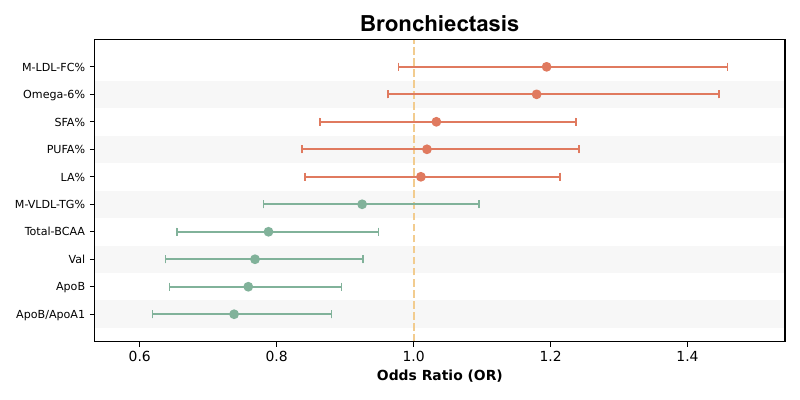 Bronchiectasis
M-LDL-FC%
Omega-6%
SFA%
PUFA%
LA%
M-VLDL-TG%
Total-BCAA
Val
ApoB
ApoB/ApoA1
0.6 0.8 1.0 1.2 1.4
Odds Ratio (OR)